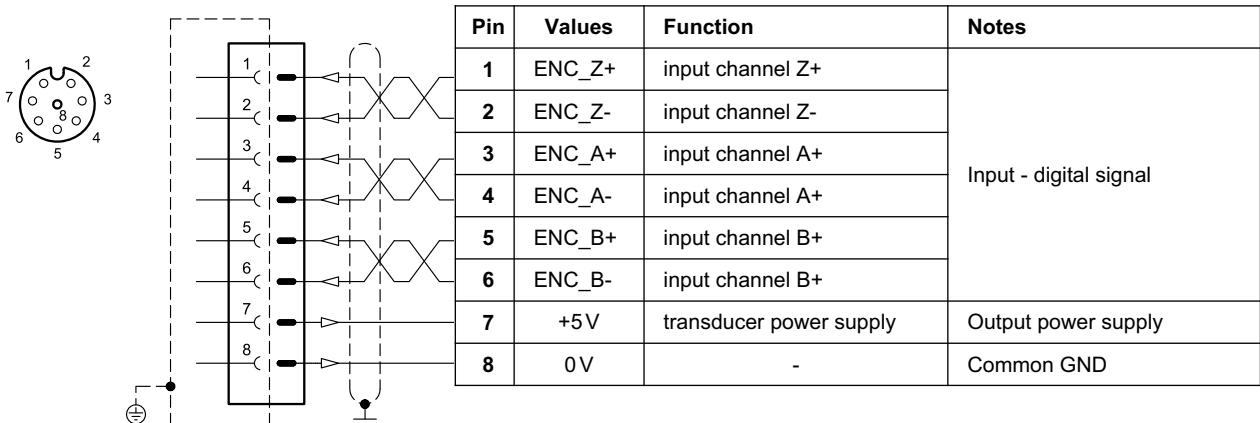 1 2
7 3
8
6 4
5
1
2
3
4
5
6
7
8
Pin Values Function Notes
1 ENC_Z+ input channel Z+
2 ENC_Z- input channel Z-
3 ENC_A+ input channel A+
Input - digital signal
4 ENC_A- input channel A+
5 ENC_B+ input channel B+
6 ENC_B- input channel B+
7 +5V transducer power supply Output power supply
8 0V - Common GND